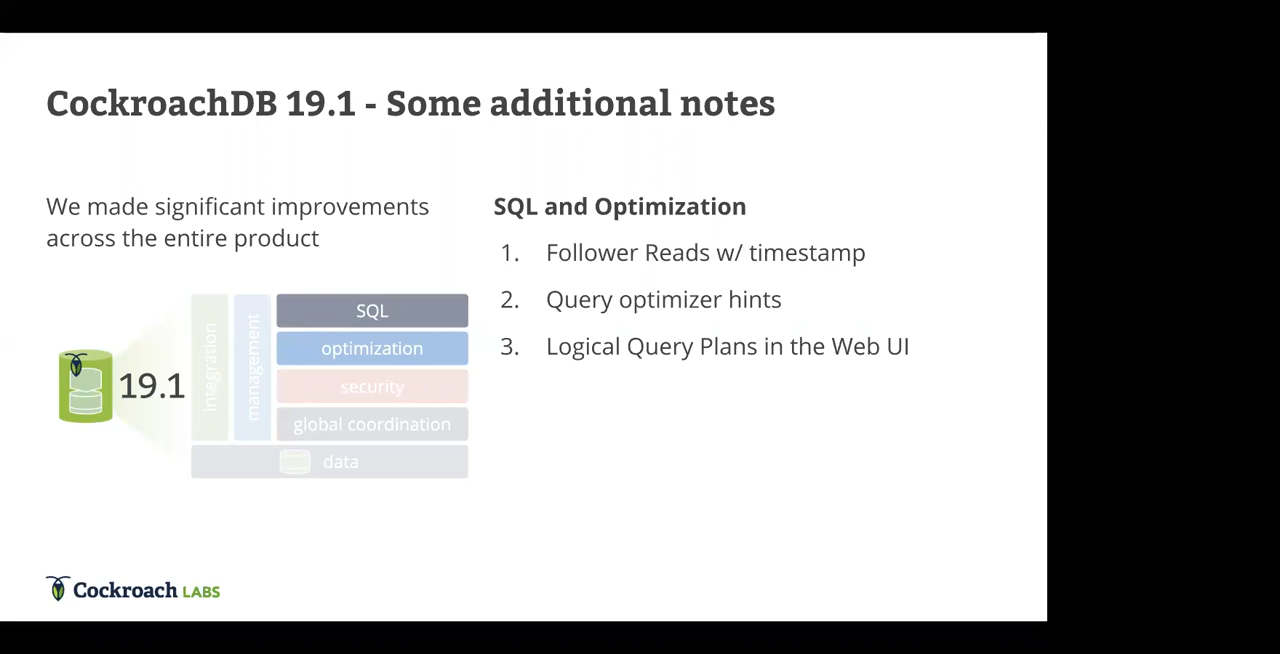 CockroachDB 19.1 - Some additional notes
We made significant improvements
across the entire product
19.1
integration
management
SQL
optimization
security
global coordination
data
SQL and Optimization
1. Follower Reads w/ timestamp
2. Query optimizer hints
3. Logical Query Plans in the Web UI
Cockroach LABS